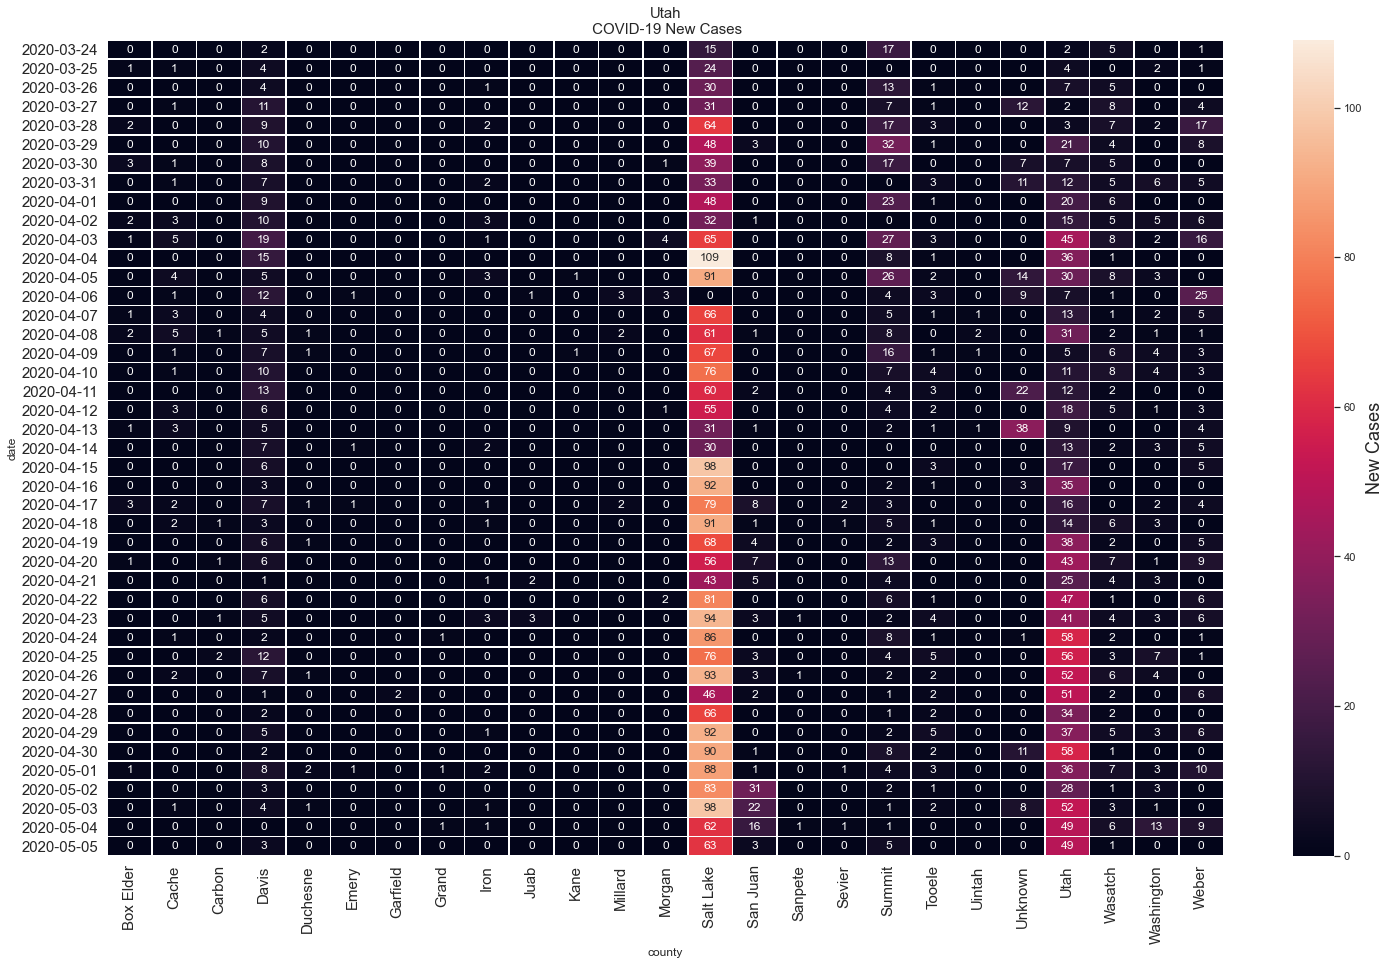 Utah
COVID-19 New Cases
2020-03-24 0 0 0 2 0 0 0 0 0 0 0 0 0 15 0 0 0 17 0 0 0 2 5 0 1
2020-03-25 1 1 0 4 0 0 0 0 0 0 0 0 0 24 0 0 0 0 0 0 0 4 0 2 1
2020-03-26 0 0 0 4 0 0 0 0 1 0 0 0 0 30 0 0 0 13 1 0 0 7 5 0 0
2020-03-27 0 1 0 11 0 0 0 0 0 0 0 0 0 31 0 0 0 7 1 0 12 2 8 0 4
2020-03-28 2 0 0 9 0 0 0 0 2 0 0 0 0 64 0 0 0 17 3 0 0 3 7 2 17
2020-03-29 0 0 0 10 0 0 0 0 0 0 0 0 0 48 3 0 0 32 1 0 0 21 4 0 8
2020-03-30 3 1 0 8 0 0 0 0 0 0 0 0 1 39 0 0 0 17 0 0 7 7 5 0 0
2020-03-31 0 1 0 7 0 0 0 0 2 0 0 0 0 33 0 0 0 0 3 0 11 12 5 6 5
2020-04-01 0 0 0 9 0 0 0 0 0 0 0 0 0 48 0 0 0 23 1 0 0 20 6 0 0
2020-04-02 2 3 0 10 0 0 0 0 3 0 0 0 0 32 1 0 0 0 0 0 0 15 5 5 6
2020-04-03 1 5 0 19 0 0 0 0 1 0 0 0 4 65 0 0 0 27 3 0 0 45 8 2 16
2020-04-04 0 0 0 15 0 0 0 0 0 0 0 0 0 109 0 0 0 8 1 0 0 36 1 0 0
2020-04-05 0 4 0 5 0 0 0 0 3 0 1 0 0 91 0 0 0 26 2 0 14 30 8 3 0
2020-04-06 0 1 0 12 0 1 0 0 0 1 0 3 3 0 0 0 0 4 3 0 9 7 1 0 25
2020-04-07 1 3 0 4 0 0 0 0 0 0 0 0 0 66 0 0 0 5 1 1 0 13 1 2 5
2020-04-08 2 5 1 5 1 0 0 0 0 0 0 2 0 61 1 0 0 8 0 2 0 31 2 1 1
2020-04-09 0 1 0 7 1 0 0 0 0 0 1 0 0 67 0 0 0 16 1 1 0 5 6 4 3
2020-04-10 0 1 0 10 0 0 0 0 0 0 0 0 0 76 0 0 0 7 4 0 0 11 8 4 3
2020-04-11 0 0 0 13 0 0 0 0 0 0 0 0 0 60 2 0 0 4 3 0 22 12 2 0 0
2020-04-12 0 3 0 6 0 0 0 0 0 0 0 0 1 55 0 0 0 4 2 0 0 18 5 1 3
2020-04-13 1 3 0 5 0 0 0 0 0 0 0 0 0 31 1 0 0 2 1 1 38 9 0 0 4
2020-04-14 0 0 0 7 0 1 0 0 2 0 0 0 0 30 0 0 0 0 0 0 0 13 2 3 5
2020-04-15 0 0 0 6 0 0 0 0 0 0 0 0 0 98 0 0 0 0 3 0 0 17 0 0 5
2020-04-16 0 0 0 3 0 0 0 0 0 0 0 0 0 92 0 0 0 2 1 0 3 35 0 0 0
2020-04-17 3 2 0 7 1 1 0 0 1 0 0 2 0 79 8 0 2 3 0 0 0 16 0 2 4
2020-04-18 0 2 1 3 0 0 0 0 1 0 0 0 0 91 1 0 1 5 1 0 0 14 6 3 0
2020-04-19 0 0 0 6 1 0 0 0 0 0 0 0 0 68 4 0 0 2 3 0 0 38 2 0 5
2020-04-20 1 0 1 6 0 0 0 0 0 0 0 0 0 56 7 0 0 13 0 0 0 43 7 1 9
2020-04-21 0 0 0 1 0 0 0 0 1 2 0 0 0 43 5 0 0 4 0 0 0 25 4 3 0
2020-04-22 0 0 0 6 0 0 0 0 0 0 0 0 2 81 0 0 0 6 1 0 0 47 1 0 6
2020-04-23 0 0 1 5 0 0 0 0 3 3 0 0 0 94 3 1 0 2 4 0 0 41 4 3 6
2020-04-24 0 1 0 2 0 0 0 1 0 0 0 0 0 86 0 0 0 8 1 0 1 58 2 0 1
2020-04-25 0 0 2 12 0 0 0 0 0 0 0 0 0 76 3 0 0 4 5 0 0 56 3 7 1
2020-04-26 0 2 0 7 1 0 0 0 0 0 0 0 0 93 3 1 0 2 2 0 0 52 6 4 0
2020-04-27 0 0 0 1 0 0 2 0 0 0 0 0 0 46 2 0 0 1 2 0 0 51 2 0 6
2020-04-28 0 0 0 2 0 0 0 0 0 0 0 0 0 66 0 0 0 1 2 0 0 34 2 0 0
2020-04-29 0 0 0 5 0 0 0 0 1 0 0 0 0 92 0 0 0 2 5 0 0 37 5 3 6
2020-04-30 0 0 0 2 0 0 0 0 0 0 0 0 0 90 1 0 0 8 2 0 11 58 1 0 0
2020-05-01 1 0 0 8 2 1 0 1 2 0 0 0 0 88 1 0 1 4 3 0 0 36 7 3 10
2020-05-02 0 0 0 3 0 0 0 0 0 0 0 0 0 83 31 0 0 2 1 0 0 28 1 3 0
2020-05-03 0 1 0 4 1 0 0 0 1 0 0 0 0 98 22 0 0 1 2 0 8 52 3 1 0
2020-05-04 0 0 0 0 0 0 0 1 1 0 0 0 0 62 16 1 1 1 0 0 0 49 6 13 9
2020-05-05 0 0 0 3 0 0 0 0 0 0 0 0 0 63 3 0 0 5 0 0 0 49 1 0 0
date
Box Elder Cache Carbon Davis Duchesne Emery Garfield Grand Iron Juab Kane Millard Morgan Salt Lake San Juan Sanpete Sevier Summit Tooele Uintah Unknown Utah Wasatch Washington Weber
county
100
80
60
40
20
0
New Cases